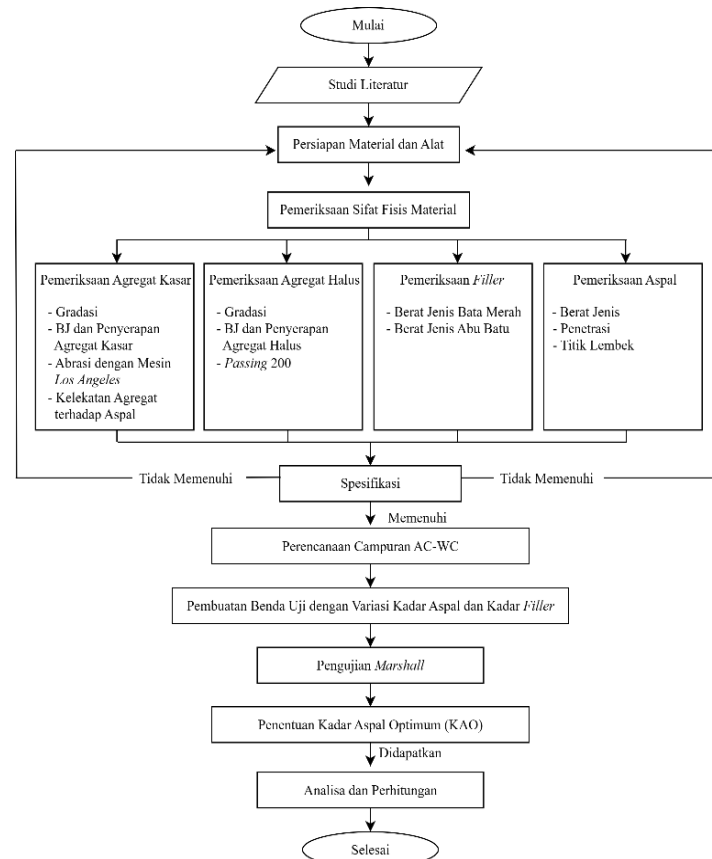 Mulai
Studi Literatur
Persiapan Material dan Alat
Pemeriksaan Sifat Fisis Material
Pemeriksaan Agregat Kasar
- Gradasi
- BJ dan Penyerapan
Agregat Kasar
- Abrasi dengan Mesin
Los Angeles
- Kelekatan Agregat
terhadap Aspal
Pemeriksaan Agregat Halus
- Gradasi
- BJ dan Penyerapan
Agregat Halus
- Passing 200
Pemeriksaan Filler
- Berat Jenis Bata Merah
- Berat Jenis Abu Batu
Pemeriksaan Aspal
- Berat Jenis
- Penetrasi
- Titik Lembek
Tidak Memenuhi
Spesifikasi
Tidak Memenuhi
Memenuhi
Perencanaan Campuran AC-WC
Pembuatan Benda Uji dengan Variasi Kadar Aspal dan Kadar Filler
Pengujian Marshall
Penentuan Kadar Aspal Optimum (KAO)
Didapatkan
Analisa dan Perhitungan
Selesai